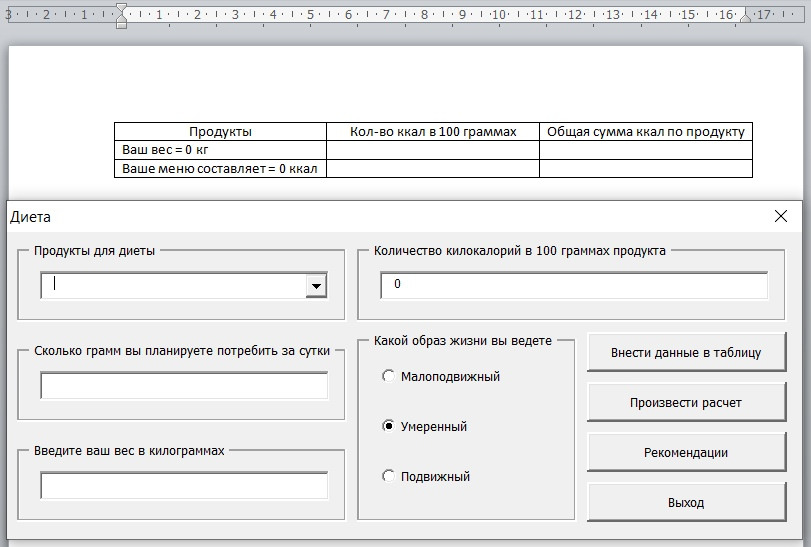 3 2 1 1 2 3 4 5 6 7 8 9 10 11 12 13 14 15 16 17
Продукты Кол-во ккал в 100 граммах Общая сумма ккал по продукту
Ваш вес = 0 кг
Ваше меню составляет = 0 ккал
Диета
Продукты для диеты
Количество килокалорий в 100 граммах продукта
0
Сколько грамм вы планируете потребить за сутки
Введите ваш вес в килограммах
Какой образ жизни вы ведете
Малоподвижный
Умеренный
Подвижный
Внести данные в таблицу
Произвести расчет
Рекомендации
Выход